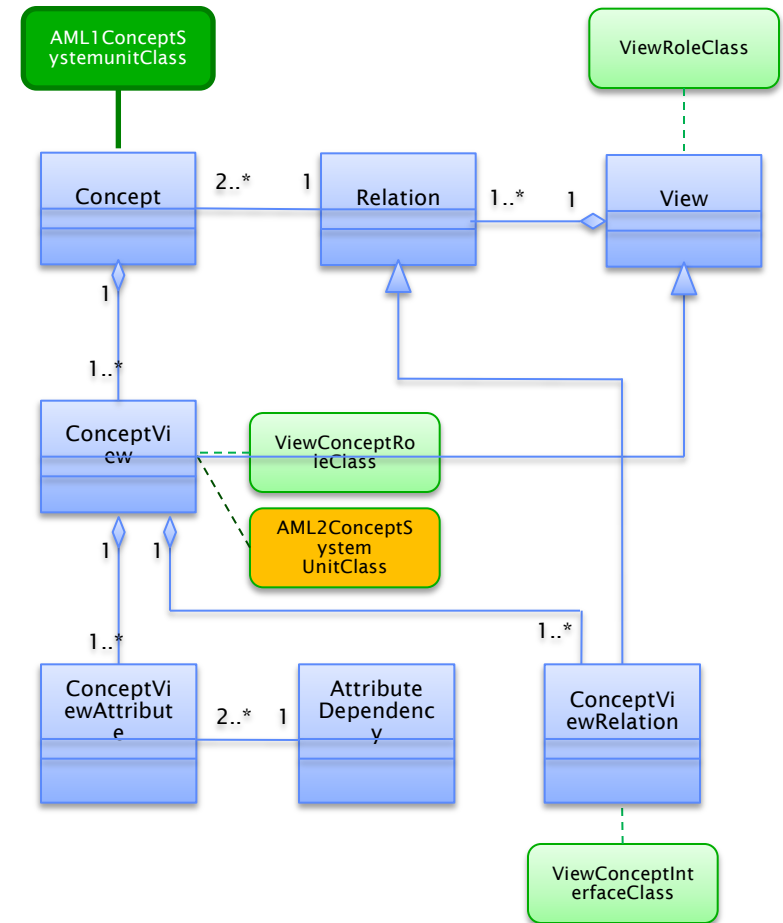 AML1ConceptS
ystemunitClass
ViewRoleClass
Concept
2..*
1
Relation
1..*
1
View
1
1..*
ConceptVi
ew
ViewConceptRo
leClass
AML2ConceptS
ystem
UnitClass
1
1
1..*
1..*
ConceptVi
ewAttribut
e
2..*
1
Attribute
Dependenc
y
ConceptVi
ewRelation
ViewConceptInt
erfaceClass